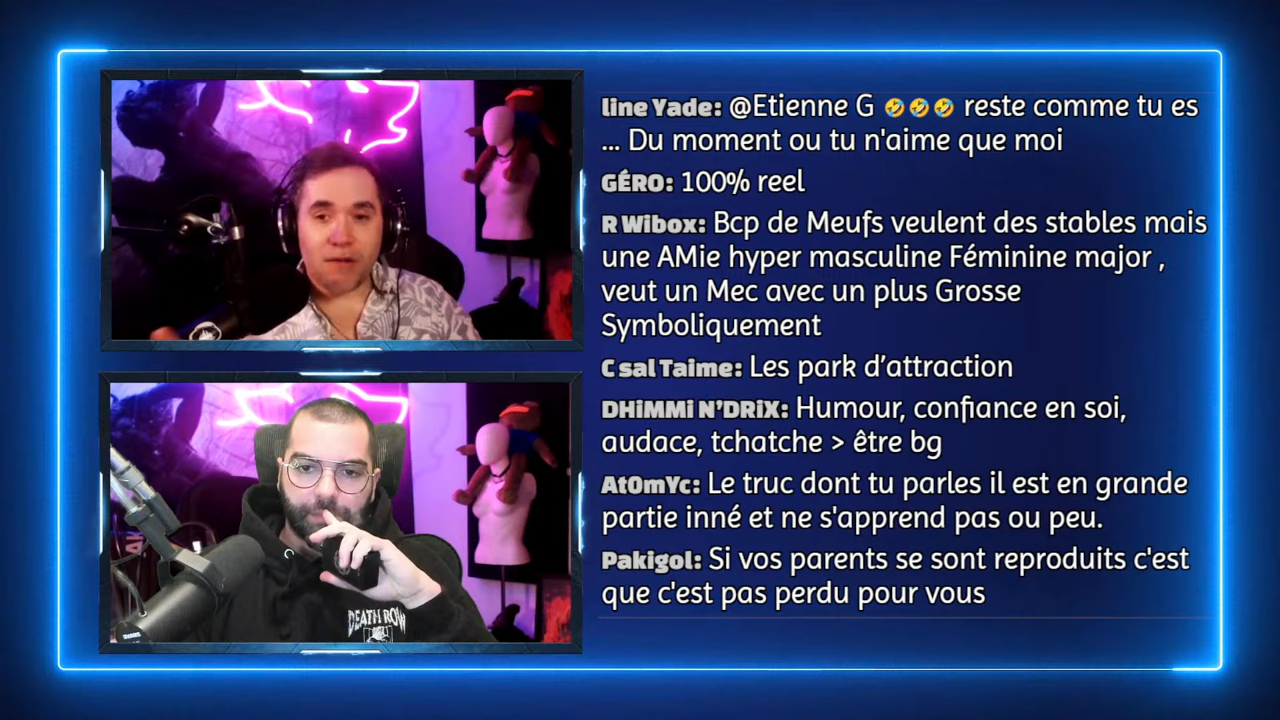 line Yade: @Etienne G 🤣🤣🤣 reste comme tu es
... Du moment ou tu n'aime que moi
GÉRO: 100% reel
R Wibox: Bcp de Meufs veulent des stables mais
une AMie hyper masculine Féminine major ,
veut un Mec avec un plus Grosse
Symboliquement
C sal Taime: Les park d’attraction
DHiMMi N’DRiX: Humour, confiance en soi,
audace, tchatche > être bg
At0mYc: Le truc dont tu parles il est en grande
partie inné et ne s'apprend pas ou peu.
Pakigol: Si vos parents se sont reproduits c'est
que c'est pas perdu pour vous
DEATH ROW